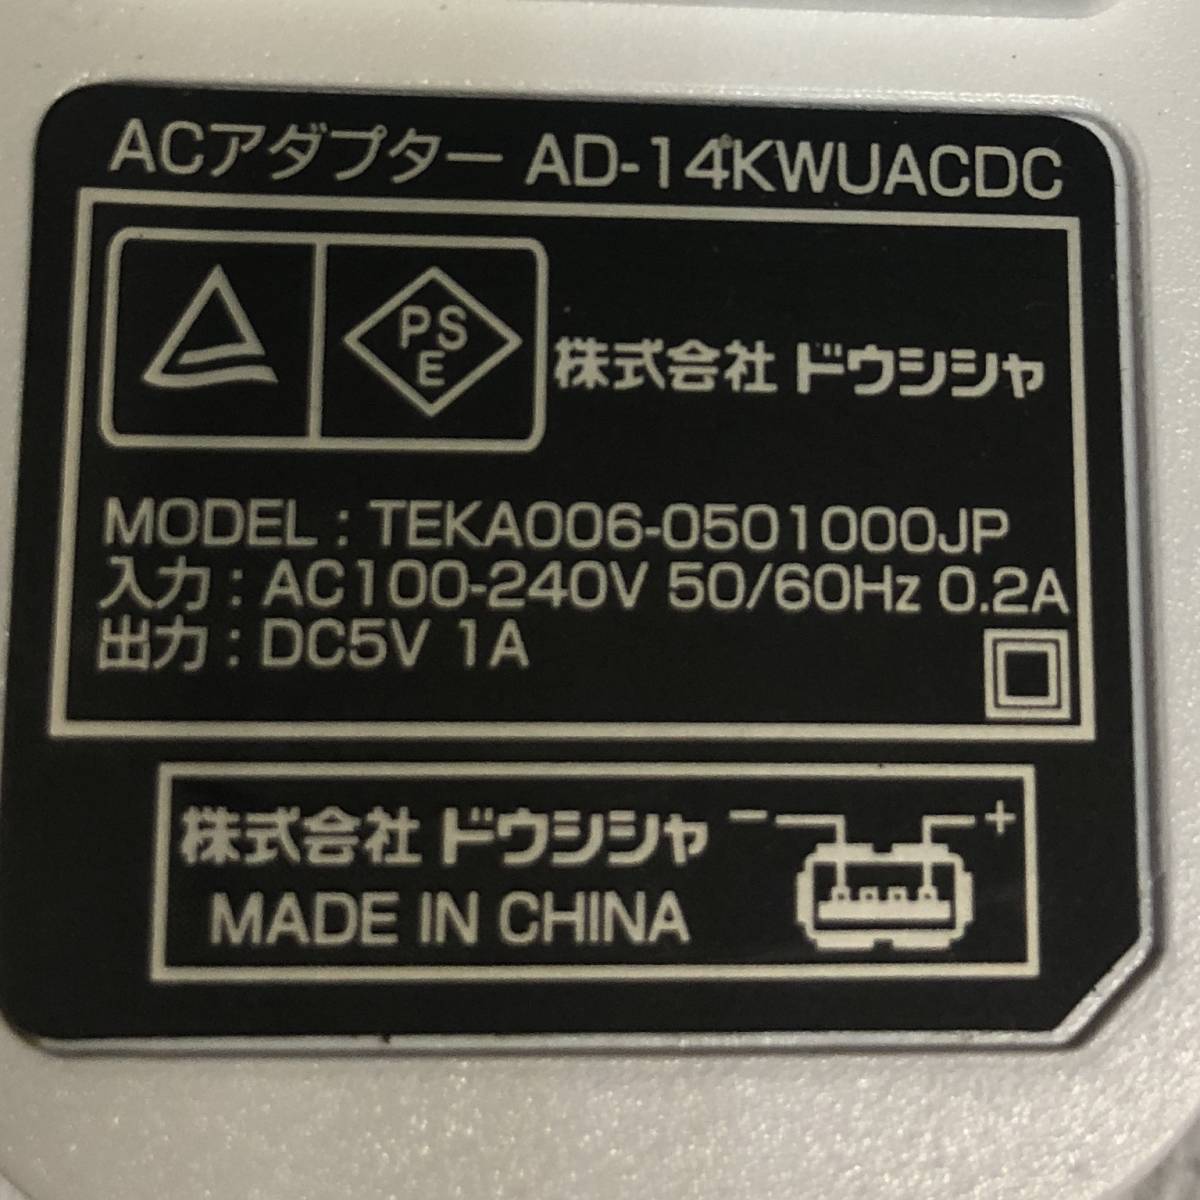 ACアダプター AD-14KWUACDC
PS
E
株式会社 ドウシシャ
MODEL : TEKA006-0501000JP
入力 : AC100-240V 50/60Hz 0.2A
出力 : DC5V 1A
株式会社 ドウシシャ - +
MADE IN CHINA